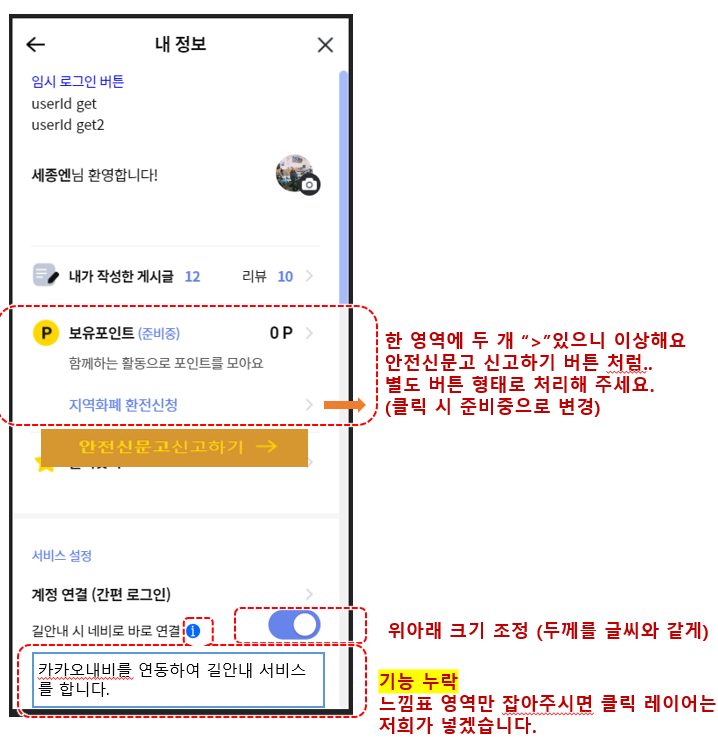 내 정보
임시 로그인 버튼
userId get
userId get2
세종엔님 환영합니다!
내가 작성한 게시글 12 리뷰 10
P 보유포인트 (준비중) 0 P
함께하는 활동으로 포인트를 모아요
지역화폐 환전신청
한 영역에 두 개 “>”있으니 이상해요
안전신문고 신고하기 버튼 처럼..
별도 버튼 형태로 처리해 주세요.
(클릭 시 준비중으로 변경)
안전신문고신고하기
서비스 설정
계정 연결 (간편 로그인)
길안내 시 네비로 바로 연결
위아래 크기 조정 (두께를 글씨와 같게)
카카오내비를 연동하여 길안내 서비스
를 합니다.
기능 누락
느낌표 영역만 잡아주시면 클릭 레이어는
저희가 넣겠습니다.